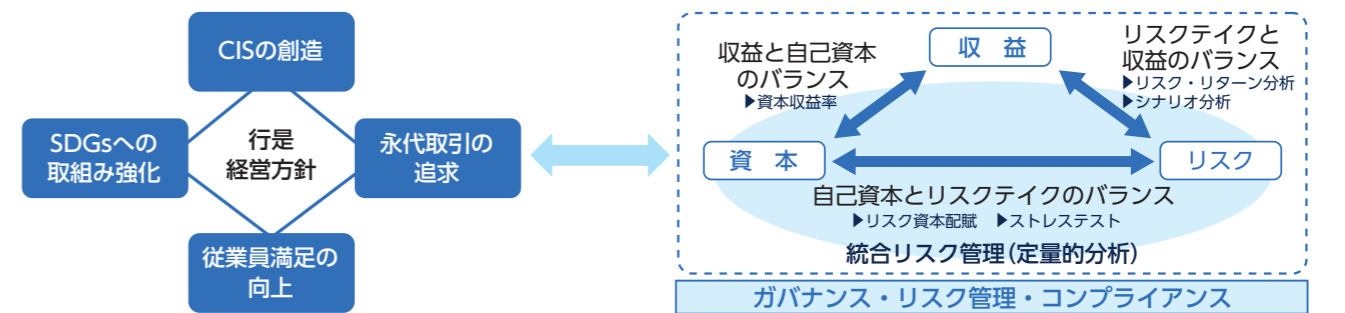 CISの創造
SDGsへの
取組み強化
行是
経営方針
永代取引の
追求
従業員満足の
向上
収益と自己資本
のバランス
▶資本収益率
収 益
リスクテイクと
収益のバランス
▶リスク・リターン分析
▶シナリオ分析
資 本
リスク
自己資本とリスクテイクのバランス
▶リスク資本配賦 ▶ストレステスト
統合リスク管理(定量的分析)
ガバナンス・リスク管理・コンプライアンス